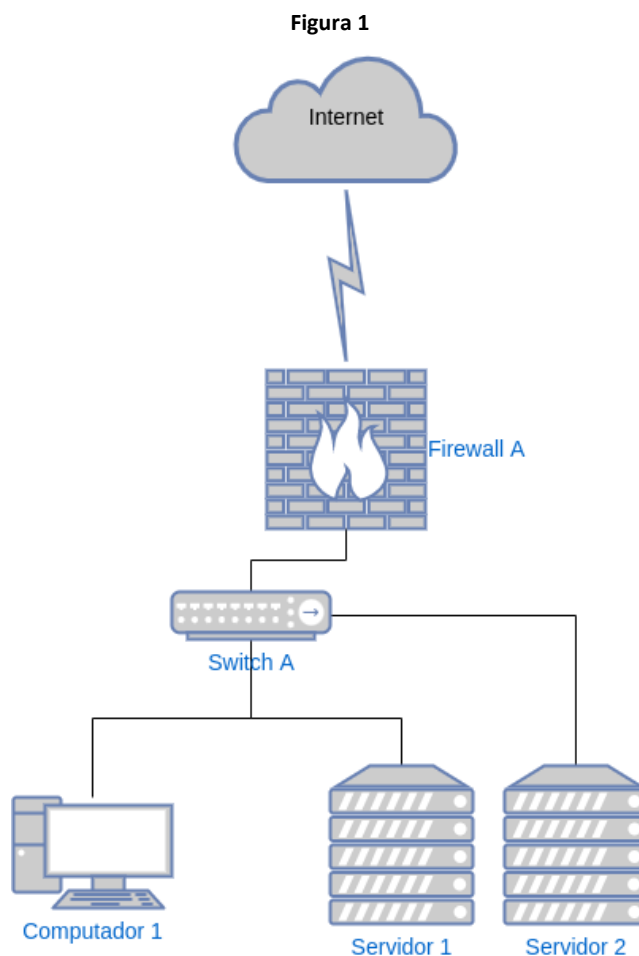 Figura 1
Internet
Firewall A
Switch A
Computador 1
Servidor 1
Servidor 2